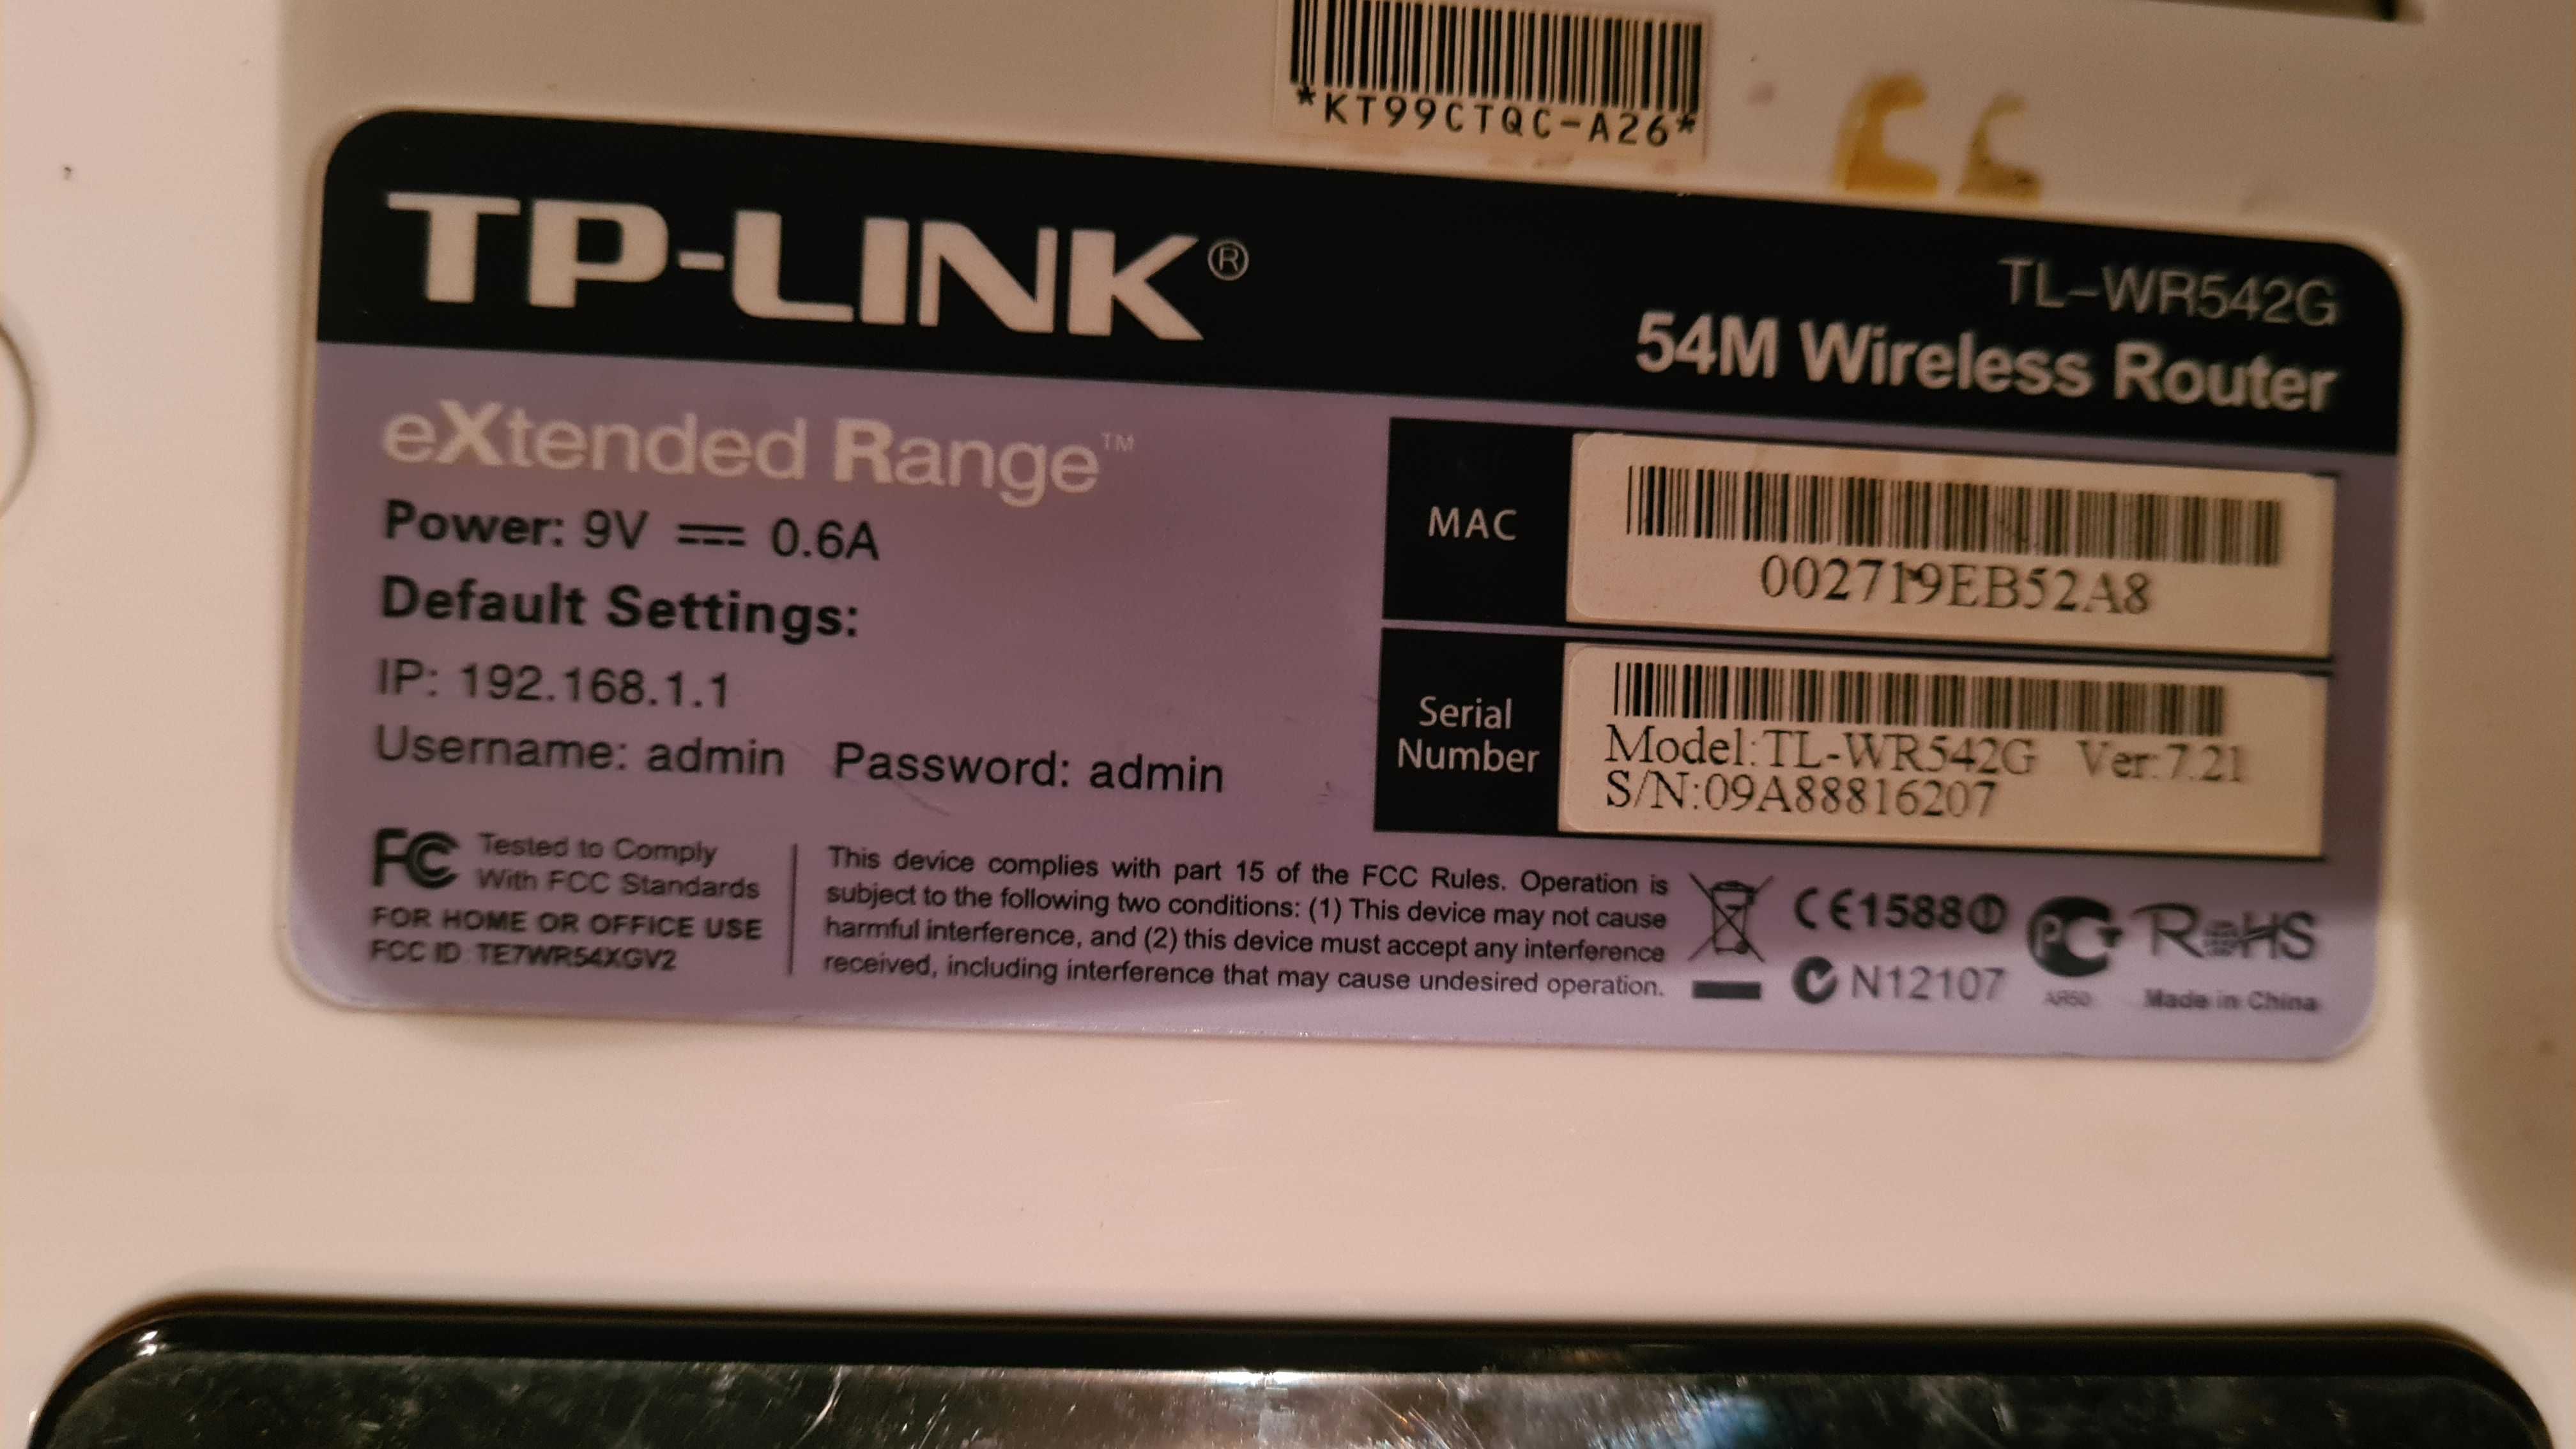 *KT99CTQC-A26*
TP-LINK®
TL-WR542G
54M Wireless Router
eXtended Range™
Power: 9V ⎓ 0.6A
Default Settings:
IP: 192.168.1.1
Username: admin Password: admin
MAC
002719EB52A8
Serial
Number
Model:TL-WR542G Ver:7.21
S/N:09A88816207
FC Tested to Comply
With FCC Standards
FOR HOME OR OFFICE USE
FCC ID: TE7WR54XGV2
This device complies with part 15 of the FCC Rules. Operation is
subject to the following two conditions: (1) This device may not cause
harmful interference, and (2) this device must accept any interference
received, including interference that may cause undesired operation.
CE1588
N12107
PCT
AR50
RoHS
Made in China